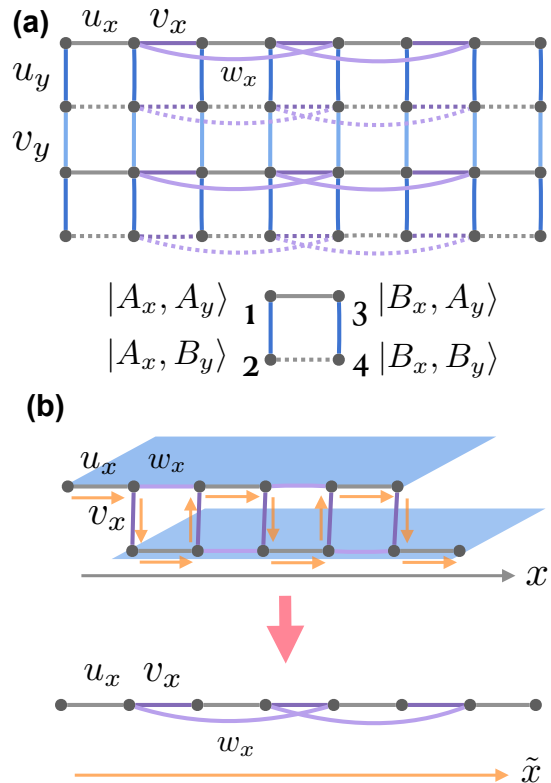 (a)
u_x v_x
w_x
u_y
v_y
|A_x, A_y⟩ 1 3 |B_x, A_y⟩
|A_x, B_y⟩ 2 4 |B_x, B_y⟩
(b)
u_x w_x
v_x
x
u_x v_x
w_x
x̃